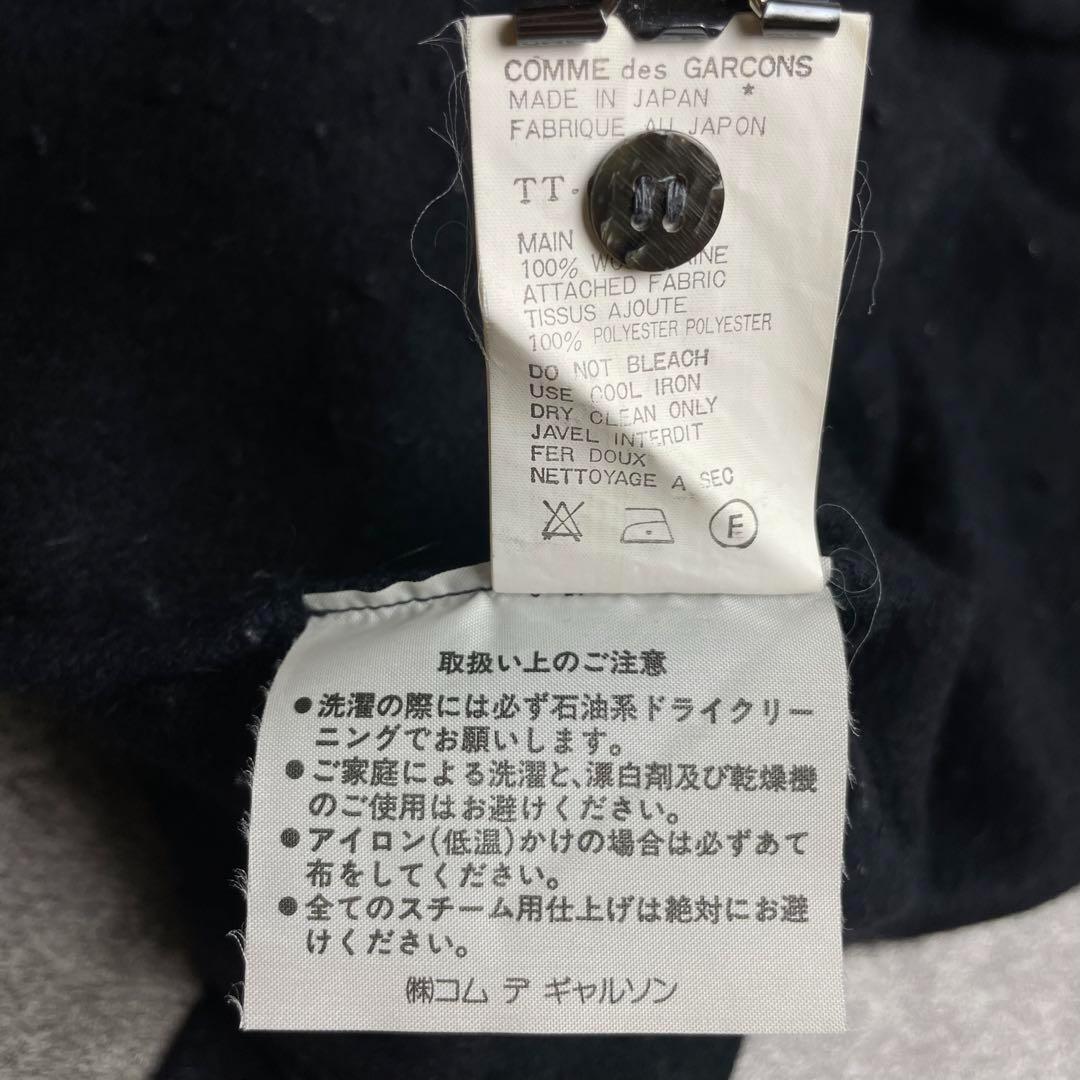 COMME des GARCONS
MADE IN JAPAN *
FABRIQUE AU JAPON
TT-
MAIN
100%
ATTACHED FABRIC
TISSUS AJOUTE
100% POLYESTER POLYESTER
DO NOT BLEACH
USE COOL IRON
DRY CLEAN ONLY
JAVEL INTERDIT
FER DOUX
NETTOYAGE A SEC
F
取扱い上のご注意
●洗濯の際には必ず石油系ドライクリー
ニングでお願いします。
●ご家庭による洗濯と、漂白剤及び乾燥機
のご使用はお避けください。
●アイロン(低温)かけの場合は必ずあて
布をしてください。
●全てのスチーム用仕上げは絶対にお避
けください。
㈱コム デ ギャルソン